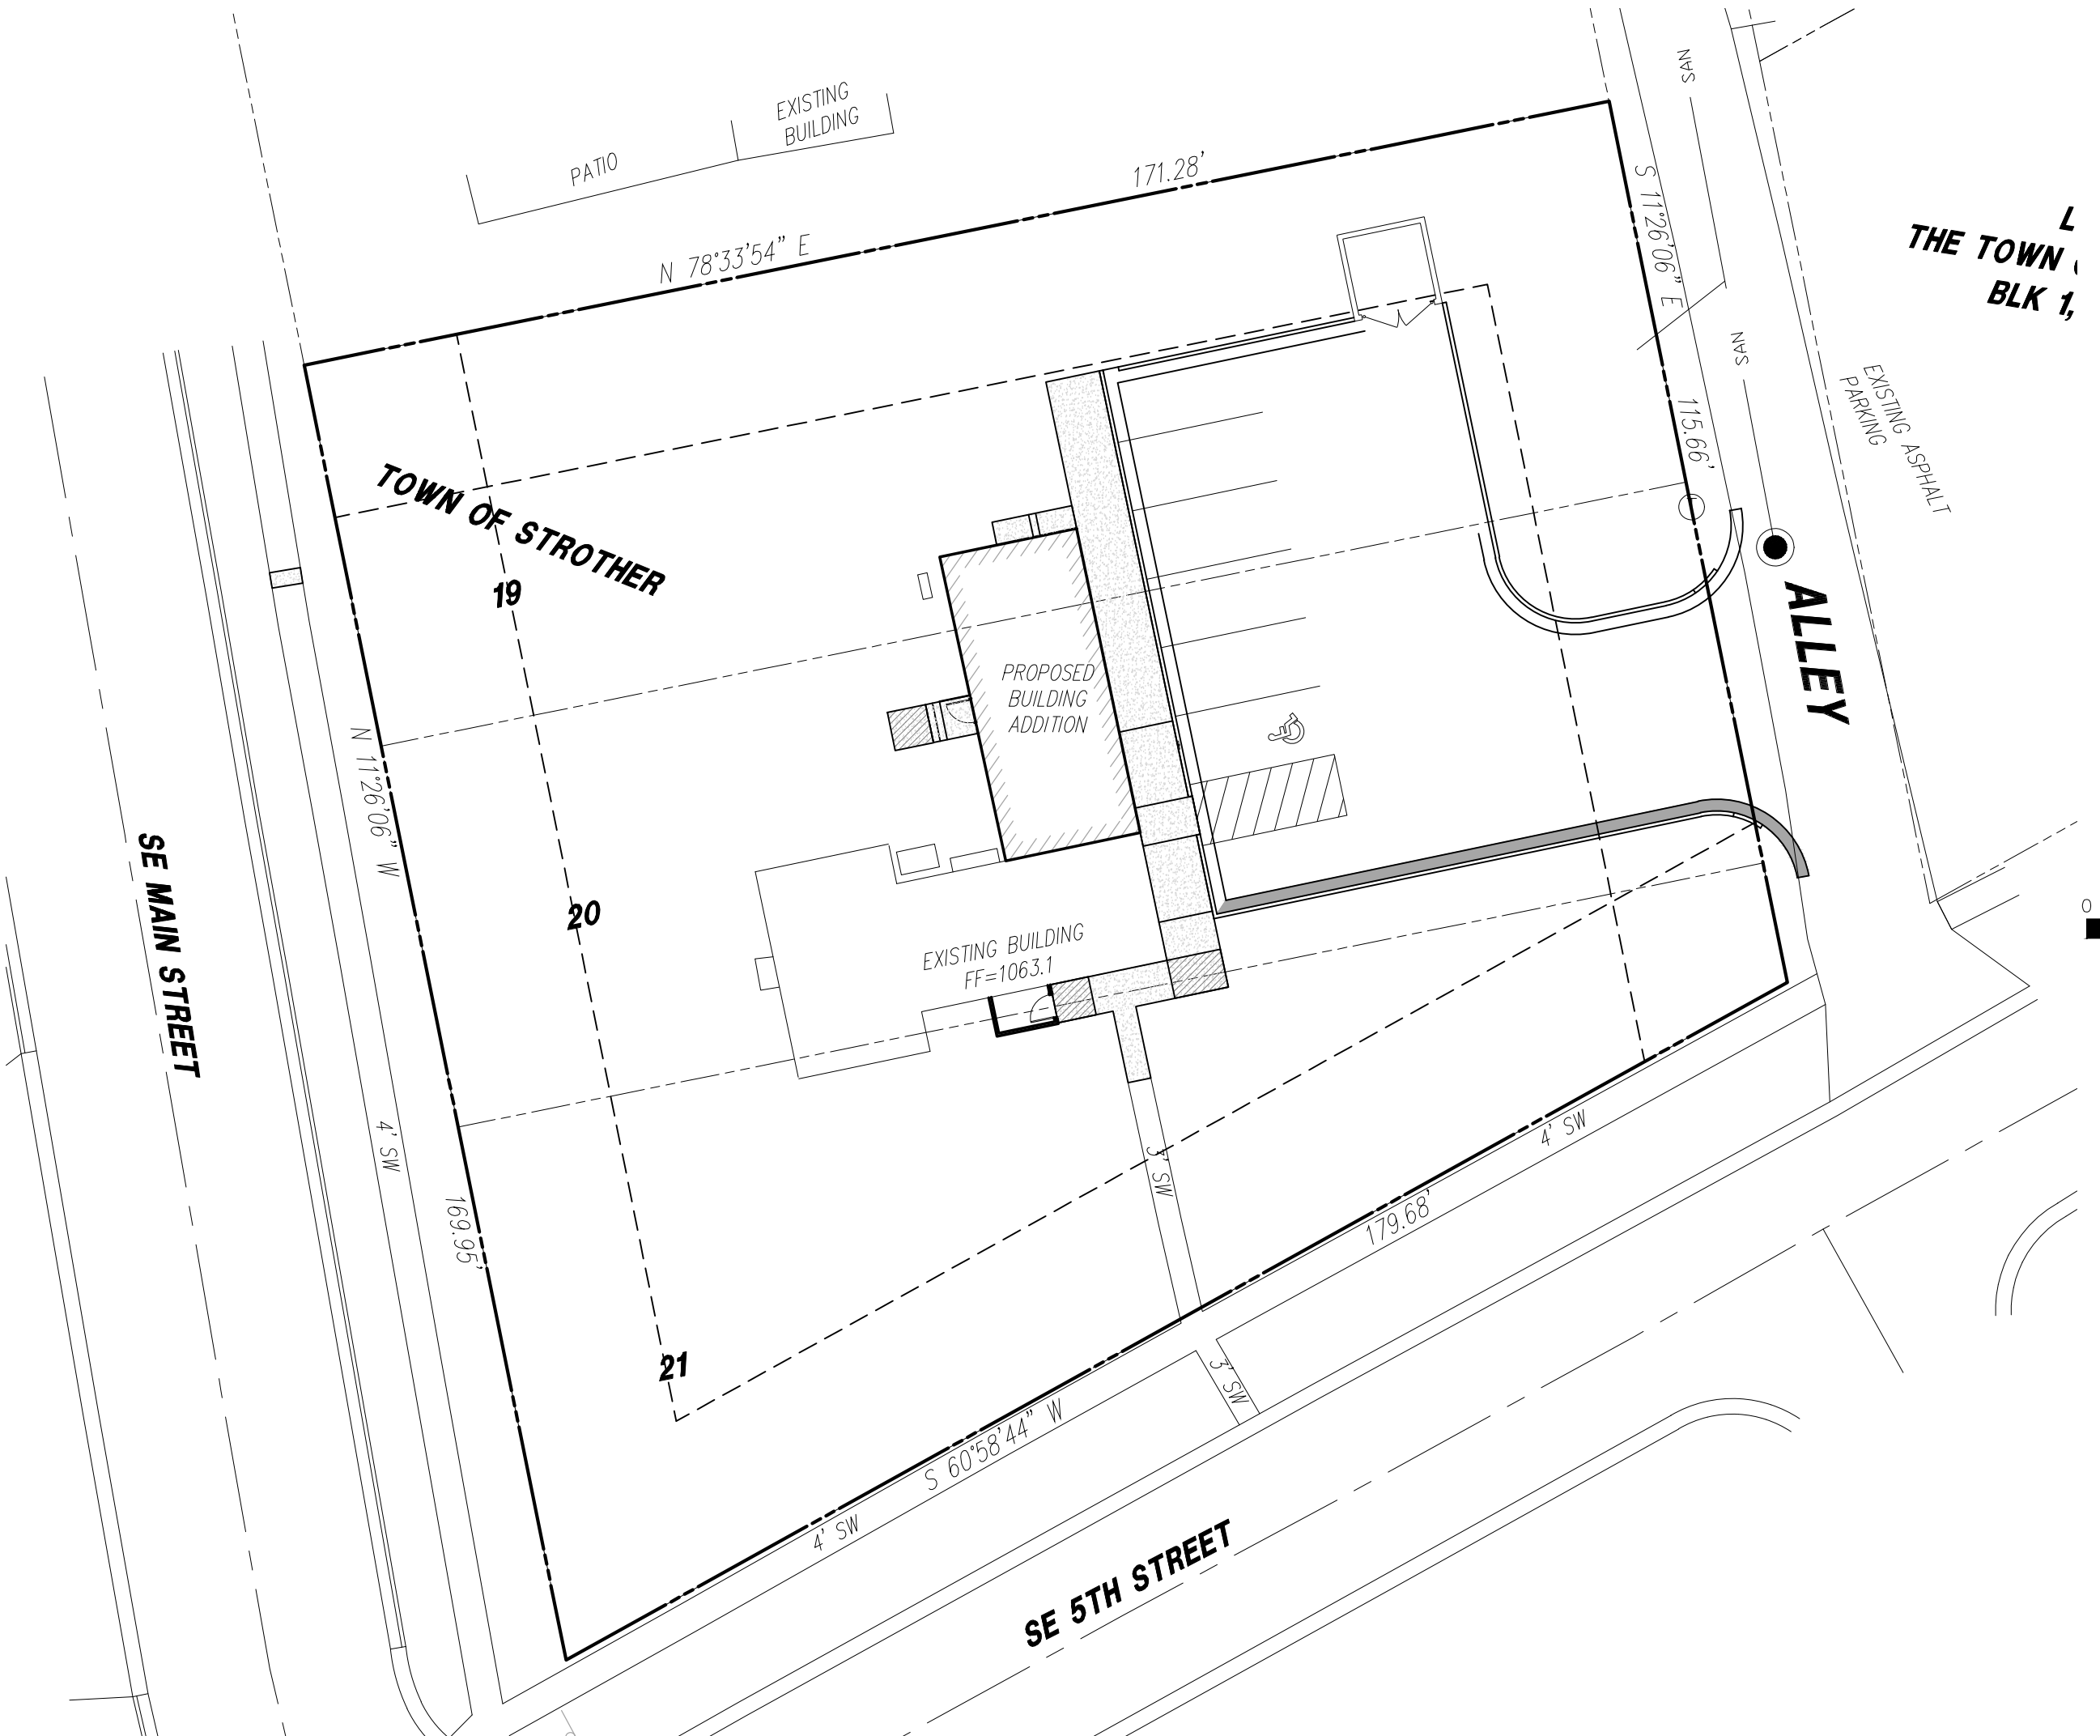 EXISTING
BUILDING
PATIO
171.28'
N 78°33'54" E
SAN
S 11°26'06" E
THE TOWN
BLK 1,
SAN
EXISTING ASPHALT
PARKING
115.66'
TOWN OF STROTHER
19
ALLEY
PROPOSED
BUILDING
ADDITION
N 11°26'06" W
SE MAIN STREET
20
EXISTING BUILDING
FF=1063.1
4' SW
3' SW
4' SW
169.95'
179.68'
21
3' SW
S 60°58'44" W
4' SW
SE 5TH STREET